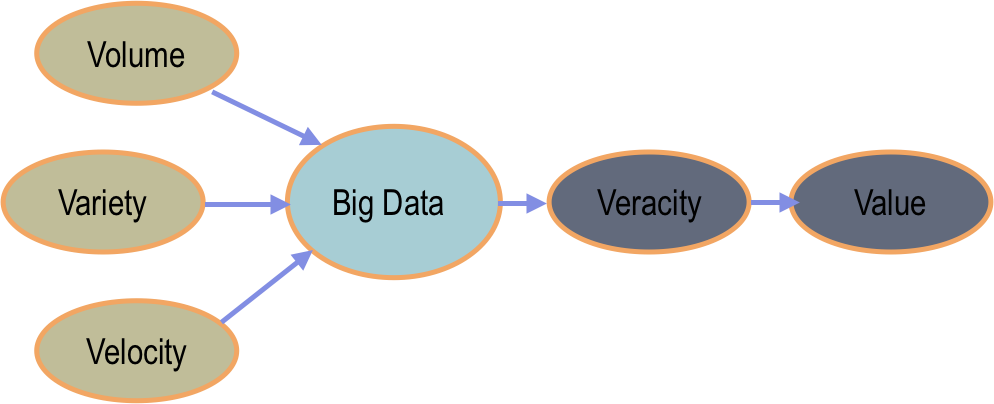 Volume
Variety
Big Data
Veracity
Value
Velocity